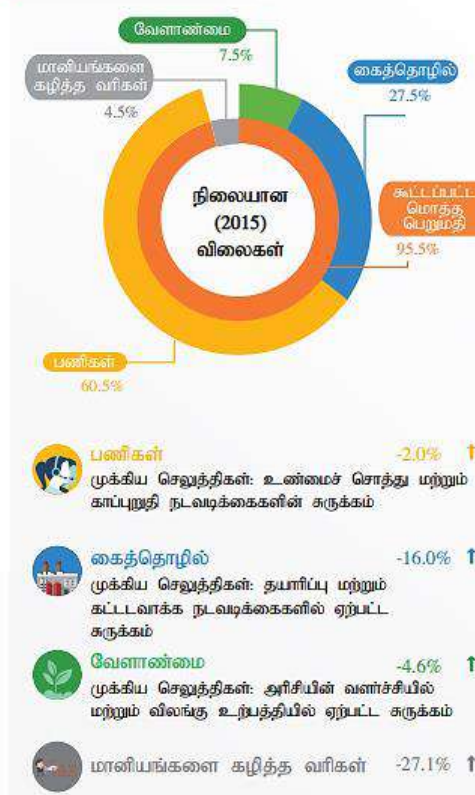 வேளாண்மை
7.5%
மானியங்களை
கழித்த வரிகள்
4.5%
கைத்தொழில்
27.5%
நிலையான
(2015)
விலைகள்
கூட்டப்பட்ட
மொத்த
பெறுமதி
95.5%
பணிகள்
60.5%
பணிகள் -2.0%
முக்கிய செலுத்திகள்: உண்மைச் சொத்து மற்றும்
காப்புறுதி நடவடிக்கைகளின் சுருக்கம்
கைத்தொழில் -16.0%
முக்கிய செலுத்திகள்: தயாரிப்பு மற்றும்
கட்டடவாக்க நடவடிக்கைகளில் ஏற்பட்ட
சுருக்கம்
வேளாண்மை -4.6%
முக்கிய செலுத்திகள்: அரிசியின் வளர்ச்சியில்
மற்றும் விலங்கு உற்பத்தியில் ஏற்பட்ட சுருக்கம்
மானியங்களை கழித்த வரிகள் -27.1%